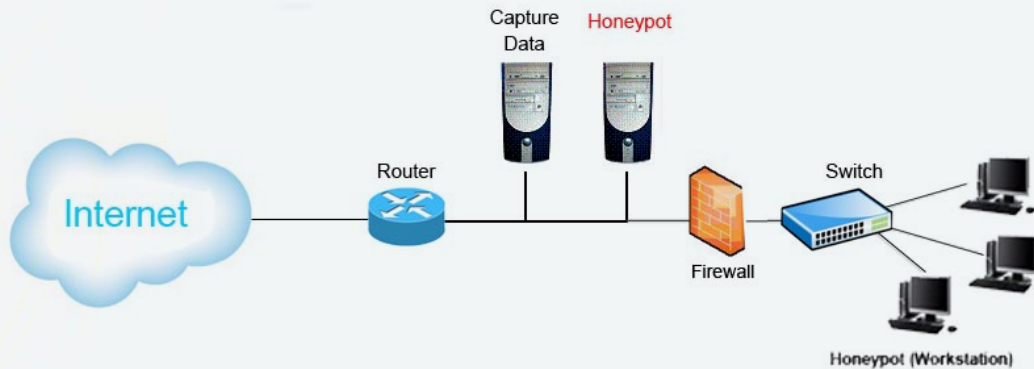 Capture
Data
Honeypot
Router
Switch
Internet
Firewall
Honeypot (Workstation)